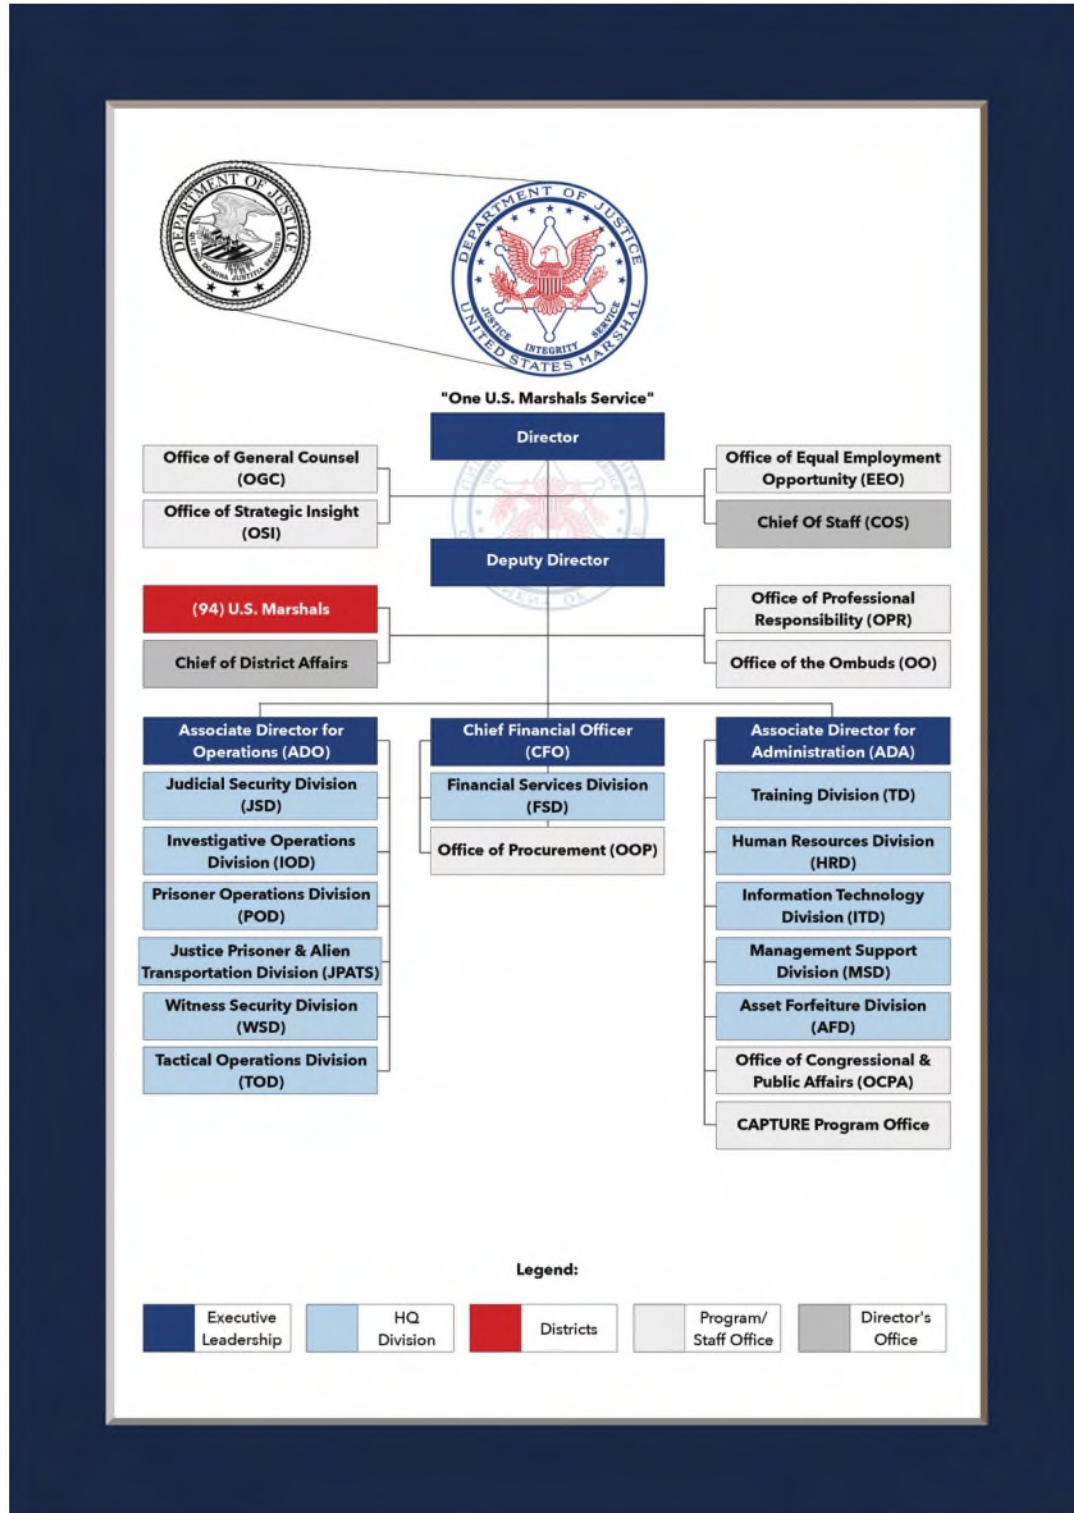 DEPARTMENT OF JUSTICE
QUI PRO DOMINA JUSTITIA SEQUITUR
DEPARTMENT OF JUSTICE
UNITED STATES MARSHAL
JUSTICE INTEGRITY SERVICE
"One U.S. Marshals Service"
Director
Office of General Counsel
(OGC)
Office of Equal Employment
Opportunity (EEO)
Office of Strategic Insight
(OSI)
Chief Of Staff (COS)
Deputy Director
(94) U.S. Marshals
Office of Professional
Responsibility (OPR)
Chief of District Affairs
Office of the Ombuds (OO)
Associate Director for
Operations (ADO)
Judicial Security Division
(JSD)
Investigative Operations
Division (IOD)
Prisoner Operations Division
(POD)
Justice Prisoner & Alien
Transportation Division (JPATS)
Witness Security Division
(WSD)
Tactical Operations Division
(TOD)
Chief Financial Officer
(CFO)
Financial Services Division
(FSD)
Office of Procurement (OOP)
Associate Director for
Administration (ADA)
Training Division (TD)
Human Resources Division
(HRD)
Information Technology
Division (ITD)
Management Support
Division (MSD)
Asset Forfeiture Division
(AFD)
Office of Congressional &
Public Affairs (OCPA)
CAPTURE Program Office
Legend:
Executive
Leadership
HQ
Division
Districts
Program/
Staff Office
Director's
Office